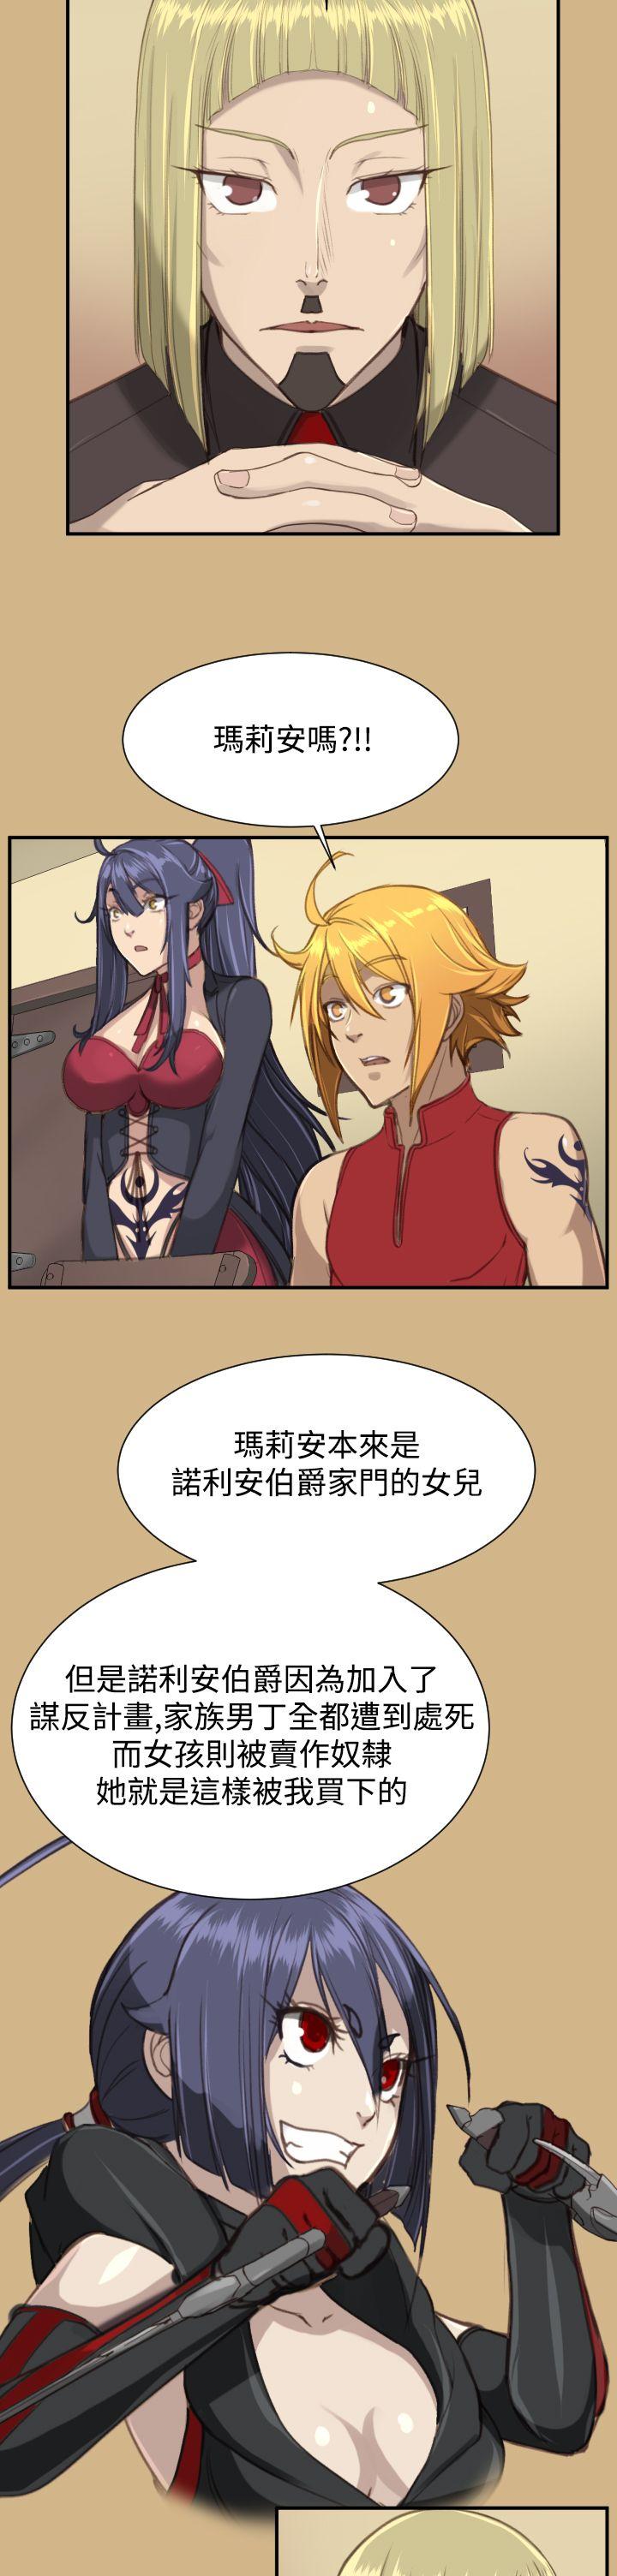 瑪莉安嗎?!!
瑪莉安本來是
諾利安伯爵家門的女兒
但是諾利安伯爵因為加入了
謀反計畫,家族男丁全都遭到處死
而女孩則被賣作奴隸
她就是這樣被我買下的